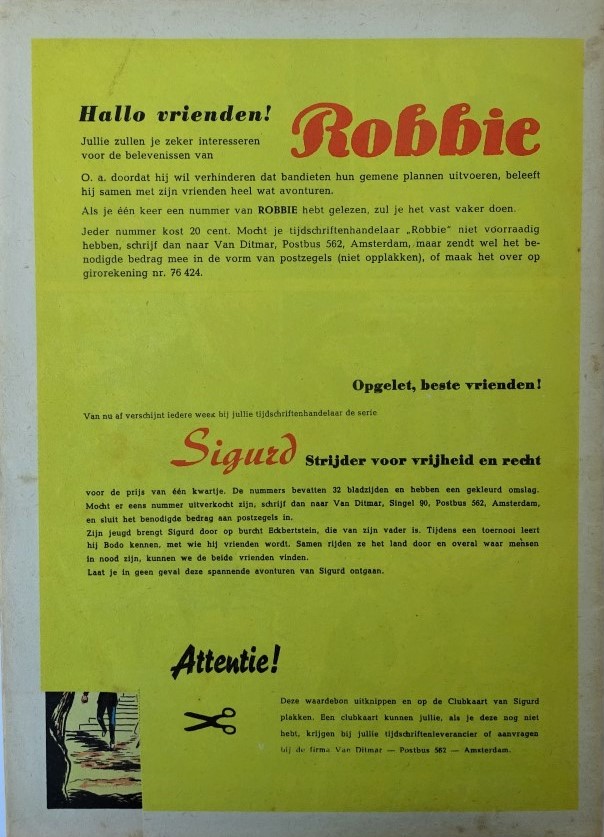 Hallo vrienden!
Robbie
Jullie zullen je zeker interesseren
voor de belevenissen van
O. a. doordat hij wil verhinderen dat bandieten hun gemene plannen uitvoeren, beleeft
hij samen met zijn vrienden heel wat avonturen.
Als je één keer een nummer van ROBBIE hebt gelezen, zul je het vast vaker doen.
Jeder nummer kost 20 cent. Mocht je tijdschriftenhandelaar „Robbie" niet voorraadig
hebben, schrijf dan naar Van Ditmar, Postbus 562, Amsterdam, maar zendt wel het be-
nodigde bedrag mee in de vorm van postzegels (niet opplakken), of maak het over op
girorekening nr. 76 424.
Opgelet, beste vrienden!
Van nu af verschijnt iedere week bij jullie tijdschriftenhandelaar de serie
Sigurd Strijder voor vrijheid en recht
voor de prijs van één kwartje. De nummers bevatten 32 bladzijden en hebben een gekleurd omslag.
Mocht er eens nummer uitverkocht zijn, schrijf dan naar Van Ditmar, Singel 90, Postbus 562, Amsterdam,
en sluit het benodigde bedrag aan postzegels in.
Zijn jeugd brengt Sigurd door op burcht Eckbertstein, die van zijn vader is. Tijdens een toernooi leert
hij Bodo kennen, met wie hij vrienden wordt. Samen rijden ze het land door en overal waar mensen
in nood zijn, kunnen we de beide vrienden vinden.
Laat je in geen geval deze spannende avonturen van Sigurd ontgaan.
Attentie!
Deze waardebon uitknippen en op de Clubkaart van Sigurd
plakken. Een clubkaart kunnen jullie, als je deze nog niet
hebt, krijgen bij jullie tijdschriftenleverancier of aanvragen
bij de firma Van Ditmar — Postbus 562 — Amsterdam.